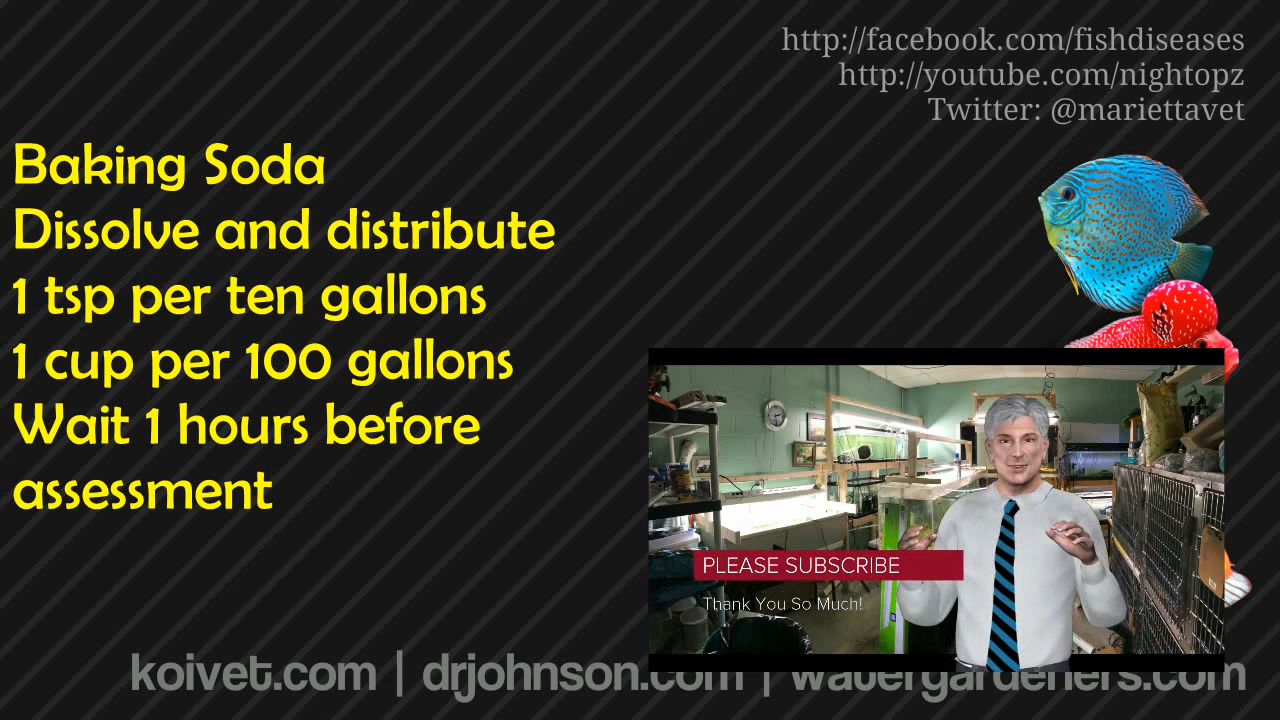 http://facebook.com/fishdiseases
http://youtube.com/nightopz
Twitter: @mariettavet
Baking Soda
Dissolve and distribute
1 tsp per ten gallons
1 cup per 100 gallons
Wait 1 hours before
assessment
PLEASE SUBSCRIBE
Thank You So Much!
koivet.com | drjohnson.com | watergardeners.com